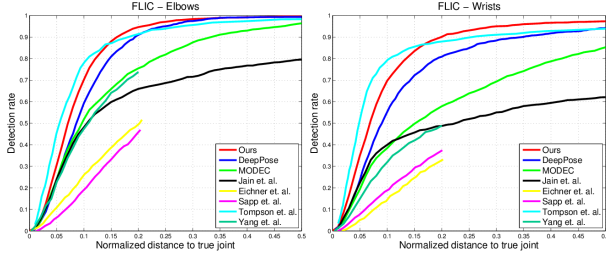 FLIC − Elbows
1
0.9
0.8
0.7
0.6
0.5
0.4
0.3
0.2
0.1
0
Detection rate
0 0.05 0.1 0.15 0.2 0.25 0.3 0.35 0.4 0.45 0.5
Normalized distance to true joint
Ours
DeepPose
MODEC
Jain et. al.
Eichner et. al.
Sapp et. al.
Tompson et. al.
Yang et. al.
FLIC − Wrists
1
0.9
0.8
0.7
0.6
0.5
0.4
0.3
0.2
0.1
0
Detection rate
0 0.05 0.1 0.15 0.2 0.25 0.3 0.35 0.4 0.45 0.5
Normalized distance to true joint
Ours
DeepPose
MODEC
Jain et. al.
Eichner et. al.
Sapp et. al.
Tompson et. al.
Yang et. al.